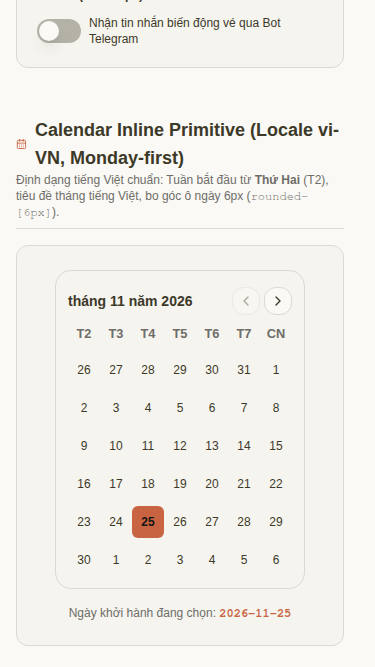 Nhận tin nhắn biến động vé qua Bot
Telegram
Calendar Inline Primitive (Locale vi-
VN, Monday-first)
Định dạng tiếng Việt chuẩn: Tuần bắt đầu từ Thứ Hai (T2),
tiêu đề tháng tiếng Việt, bo góc ô ngày 6px (rounded-
[6px]).
tháng 11 năm 2026
T2 T3 T4 T5 T6 T7 CN
26 27 28 29 30 31 1
2 3 4 5 6 7 8
9 10 11 12 13 14 15
16 17 18 19 20 21 22
23 24 25 26 27 28 29
30 1 2 3 4 5 6
Ngày khởi hành đang chọn: 2026-11-25